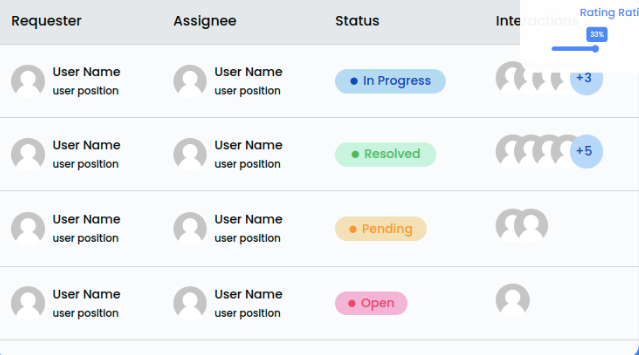 Requester Assignee Status Interactions
Rating Rati
33%
User Name User Name
In Progress +3
user position user position
User Name User Name
Resolved +5
user position user position
User Name User Name
Pending
user position user position
User Name User Name
Open
user position user position